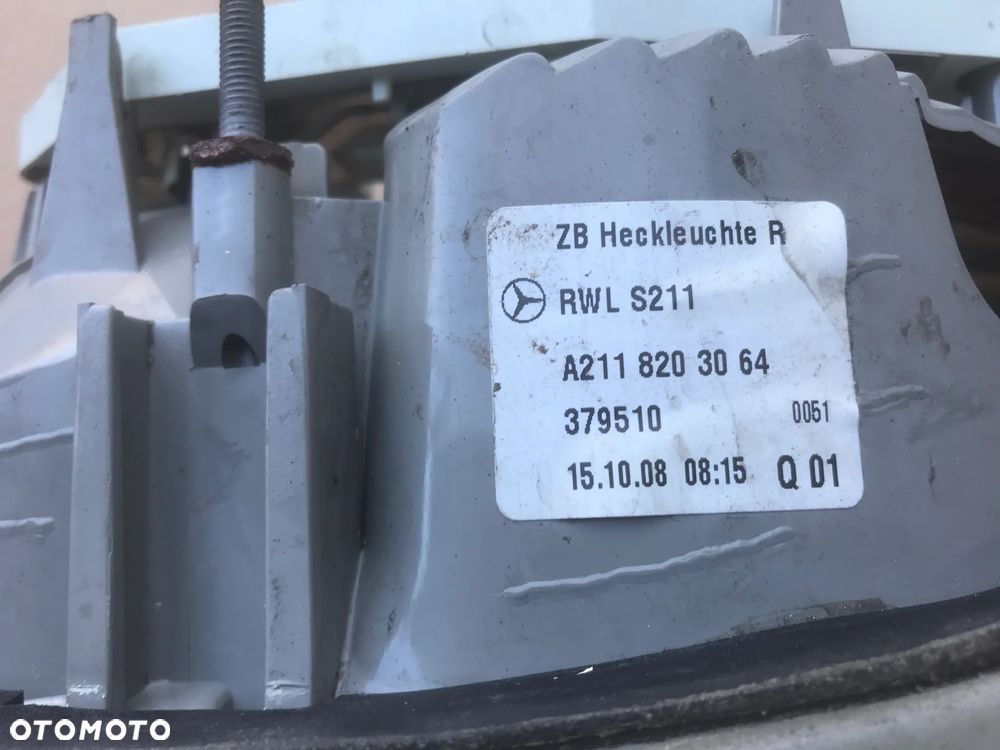 ZB Heckleuchte R
RWL S211
A211 820 30 64
379510 0051
15.10.08 08:15 Q 01
OTOMOTO